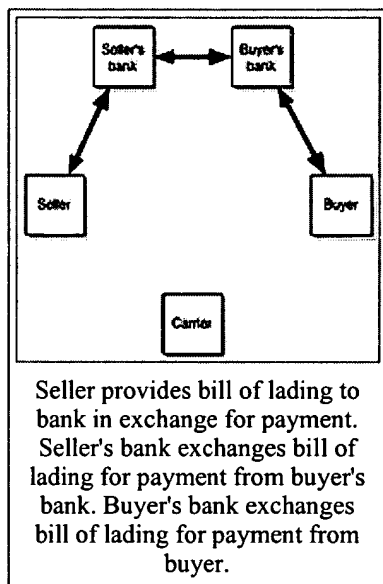 Seller's
bank
Buyer's
bank
Seller
Buyer
Carrier
Seller provides bill of lading to
bank in exchange for payment.
Seller's bank exchanges bill of
lading for payment from buyer's
bank. Buyer's bank exchanges
bill of lading for payment from
buyer.